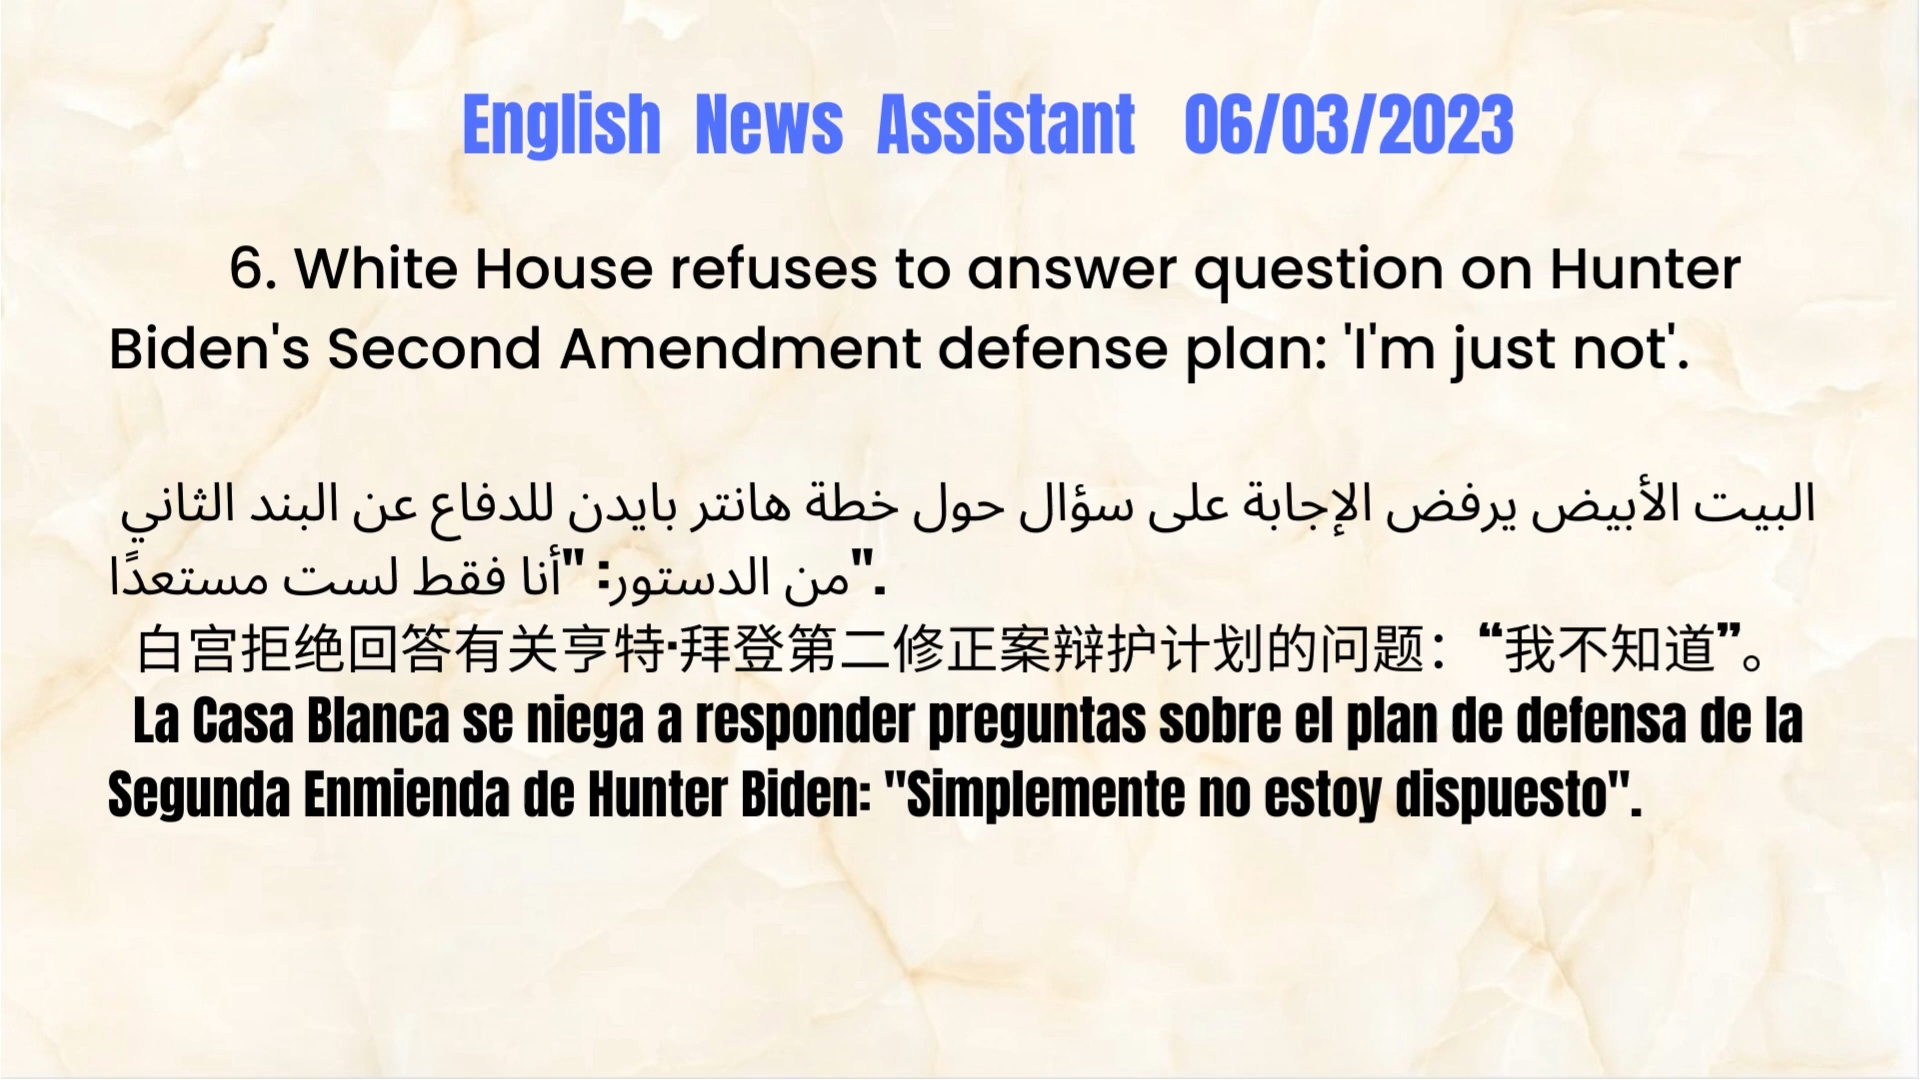 English News Assistant 06/03/2023
6. White House refuses to answer question on Hunter
Biden's Second Amendment defense plan: 'I'm just not'.
البيت الأبيض يرفض الإجابة على سؤال حول خطة هانتر بايدن للدفاع عن البند الثاني
من الدستور: "أنا فقط لست مستعدًا".
白宫拒绝回答有关亨特·拜登第二修正案辩护计划的问题：“我不知道”。
La Casa Blanca se niega a responder preguntas sobre el plan de defensa de la
Segunda Enmienda de Hunter Biden: "Simplemente no estoy dispuesto".